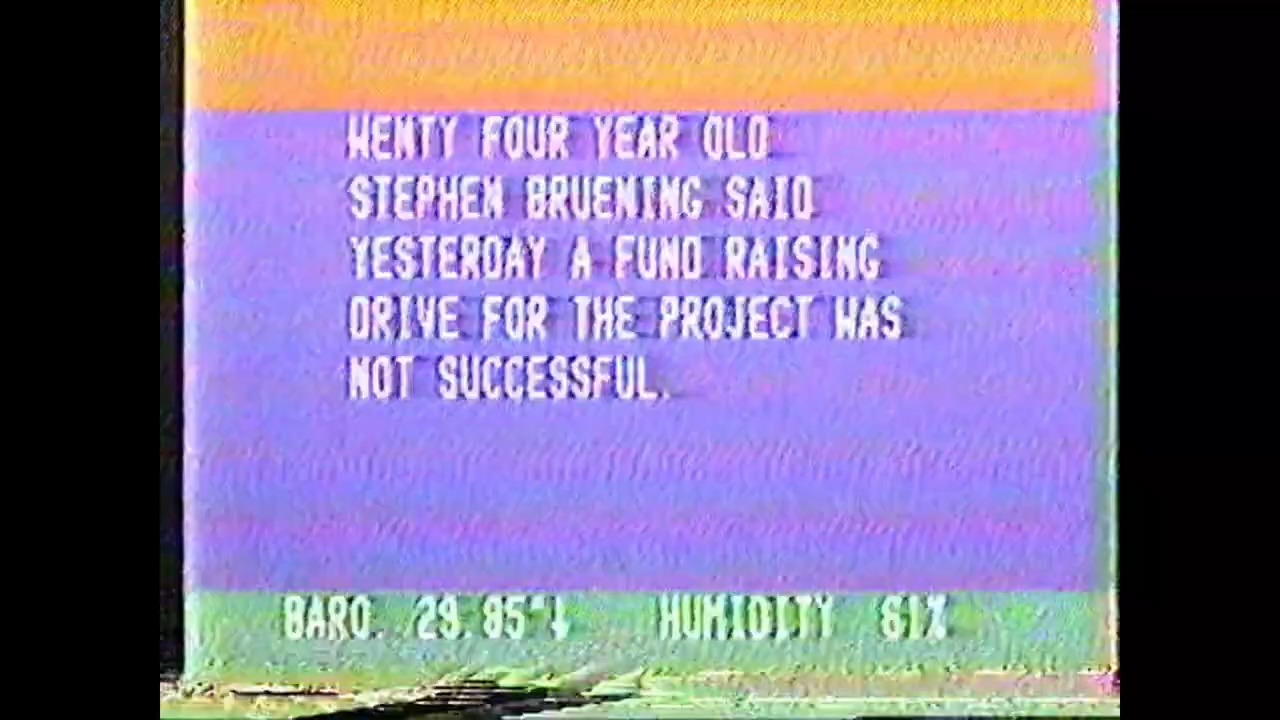 WENTY FOUR YEAR OLD
STEPHEN BRUENING SAID
YESTERDAY A FUND RAISING
DRIVE FOR THE PROJECT WAS
NOT SUCCESSFUL.
BARO. 29.95"↓ HUMIDITY 61%